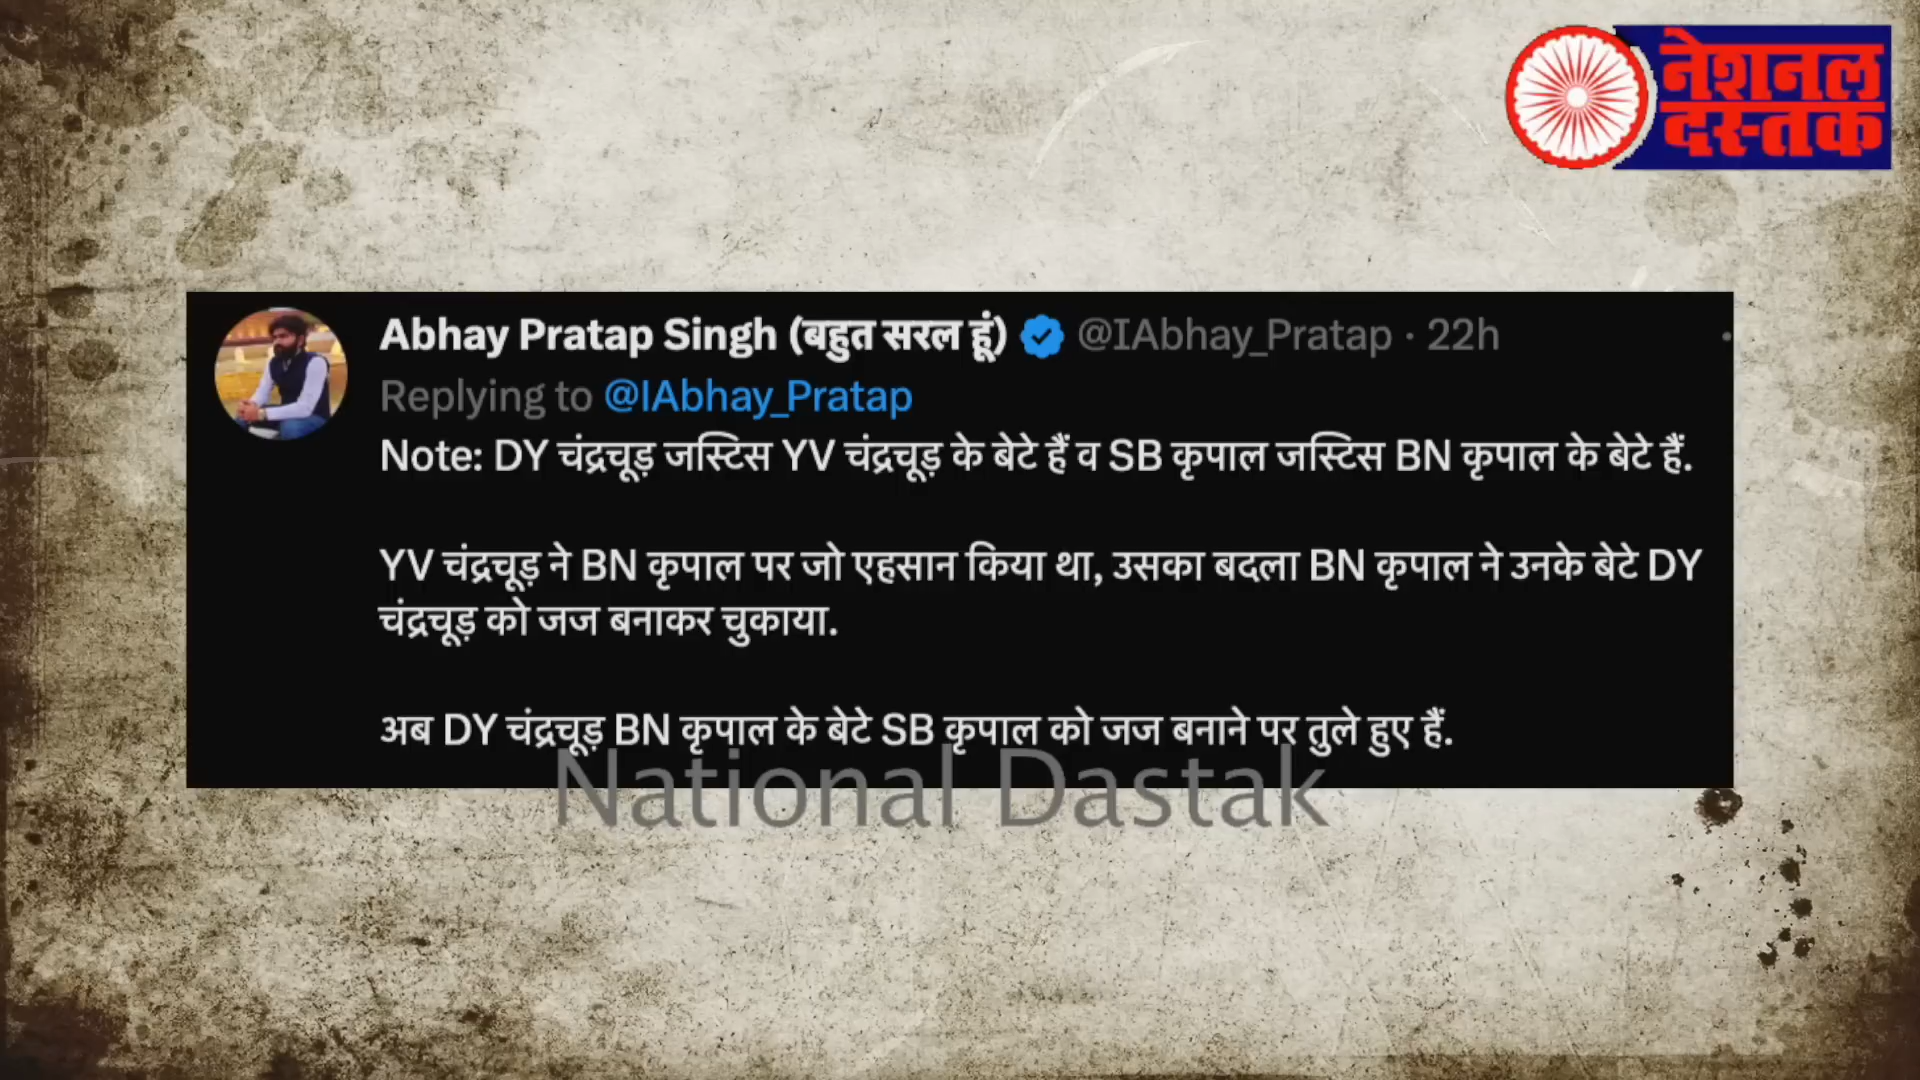 नेशनल
दस्तक
Abhay Pratap Singh (बहुत सरल हूं) @IAbhay_Pratap · 22h
Replying to @IAbhay_Pratap
Note: DY चंद्रचूड़ जस्टिस YV चंद्रचूड़ के बेटे हैं व SB कृपाल जस्टिस BN कृपाल के बेटे हैं.
YV चंद्रचूड़ ने BN कृपाल पर जो एहसान किया था, उसका बदला BN कृपाल ने उनके बेटे DY
चंद्रचूड़ को जज बनाकर चुकाया.
अब DY चंद्रचूड़ BN कृपाल के बेटे SB कृपाल को जज बनाने पर तुले हुए हैं.
National Dastak